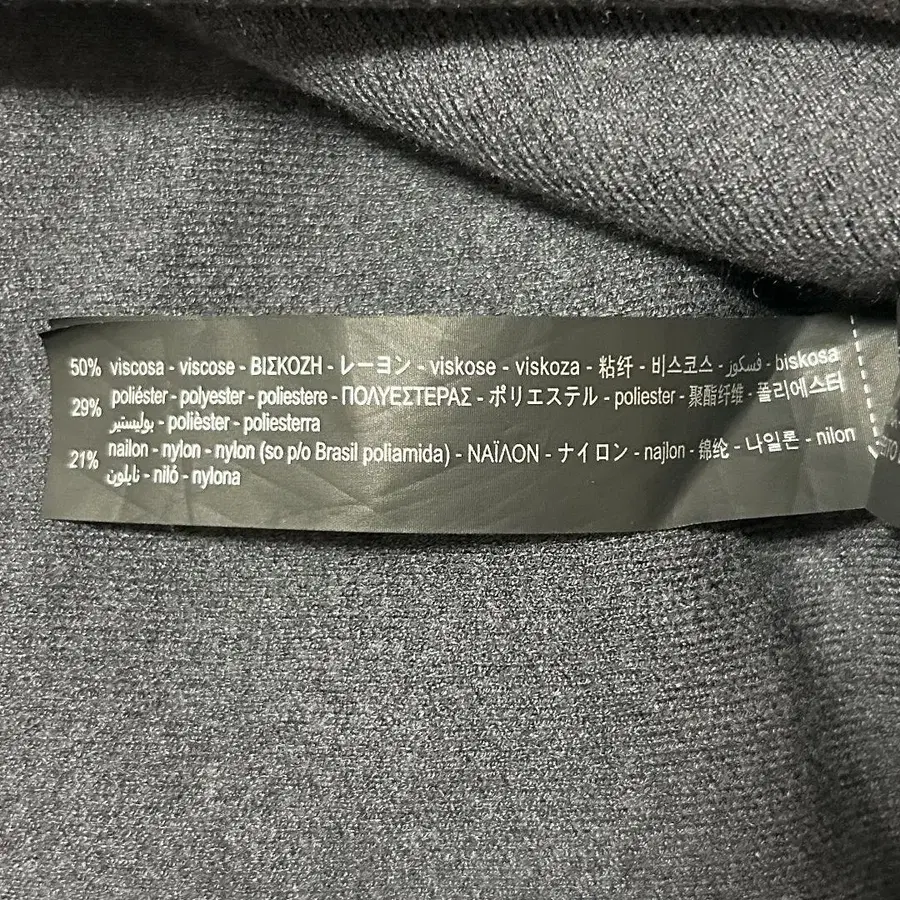 50% viscosa - viscose - ΒΙΣΚΟΖΗ - レーヨン - viskose - viskoza - 粘纤 - 비스코스 - فسكوز - biskosa
29% poliéster - polyester - poliestere - ΠΟΛΥΕΣΤΕΡΑΣ - ポリエステル - poliester - 聚酯纤维 - 폴리에스터
بوليستير - polièster - poliesterra
21% nailon - nylon - nylon (so p/o Brasil poliamida) - ΝΑΪΛΟΝ - ナイロン - najlon - 锦纶 - 나일론 - nilon
نايلون - niló - nylona